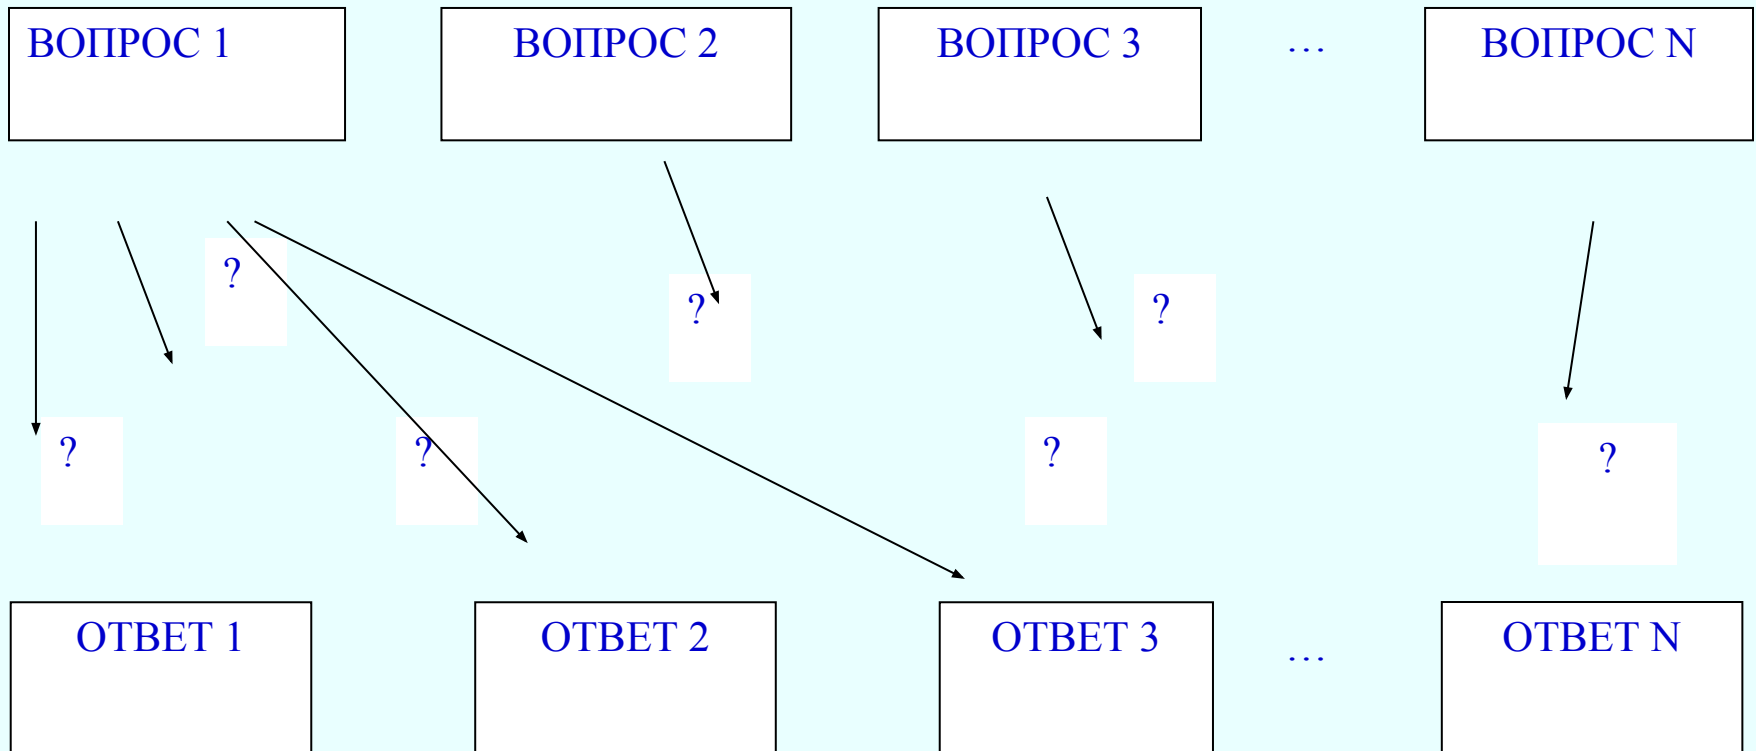 ВОПРОС 1
ВОПРОС 2
ВОПРОС 3
…
ВОПРОС N
?
?
?
?
?
?
?
ОТВЕТ 1
ОТВЕТ 2
ОТВЕТ 3
…
ОТВЕТ N